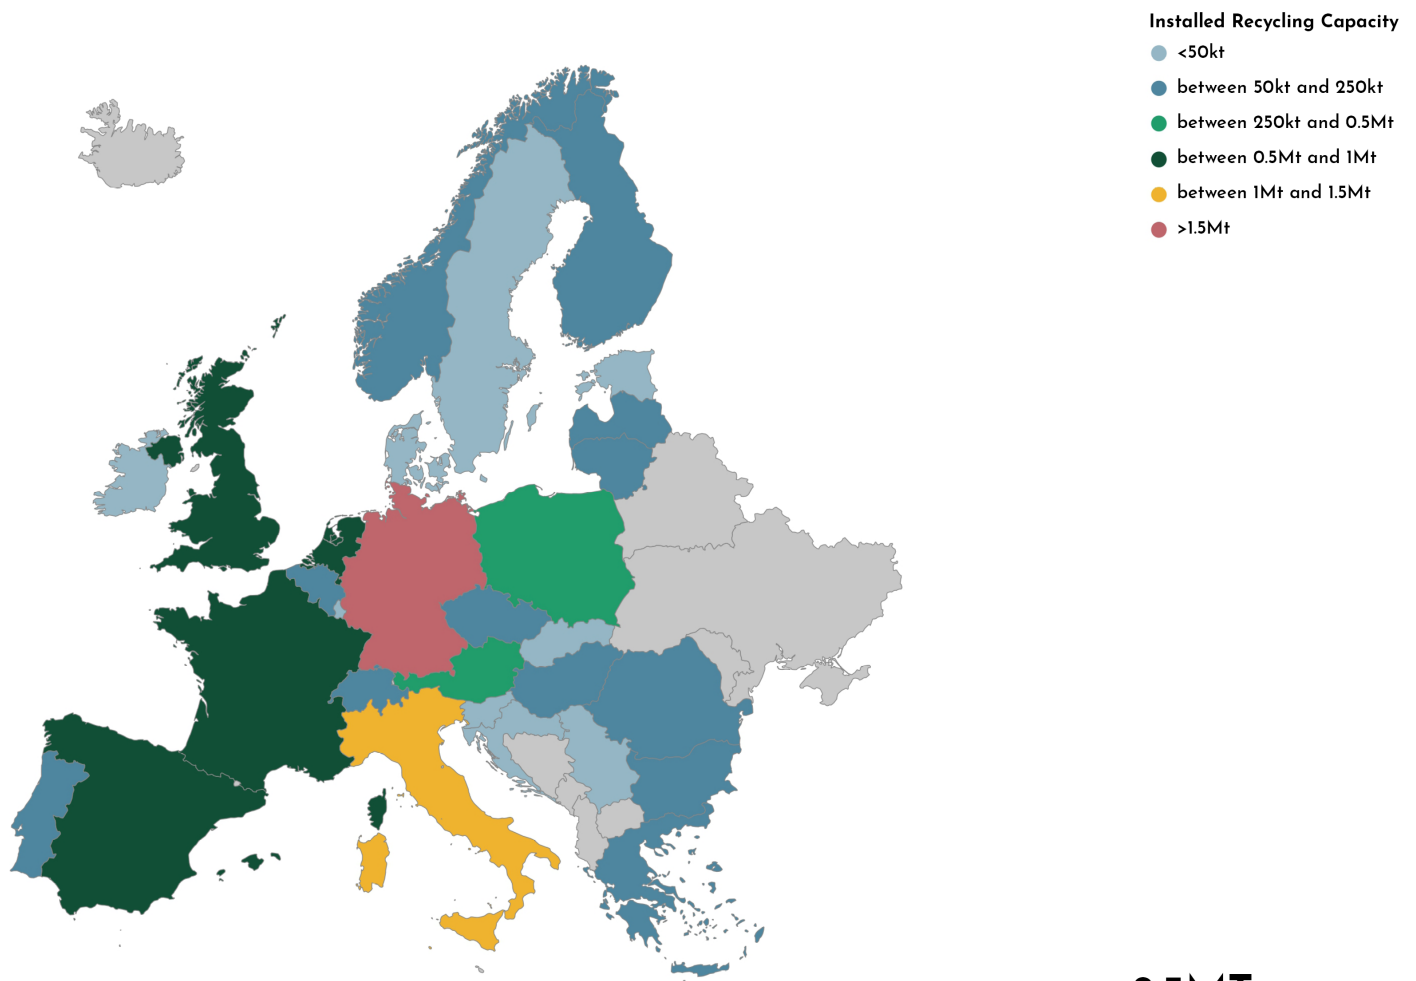 Installed Recycling Capacity
<50kt
between 50kt and 250kt
between 250kt and 0.5Mt
between 0.5Mt and 1Mt
between 1Mt and 1.5Mt
>1.5Mt